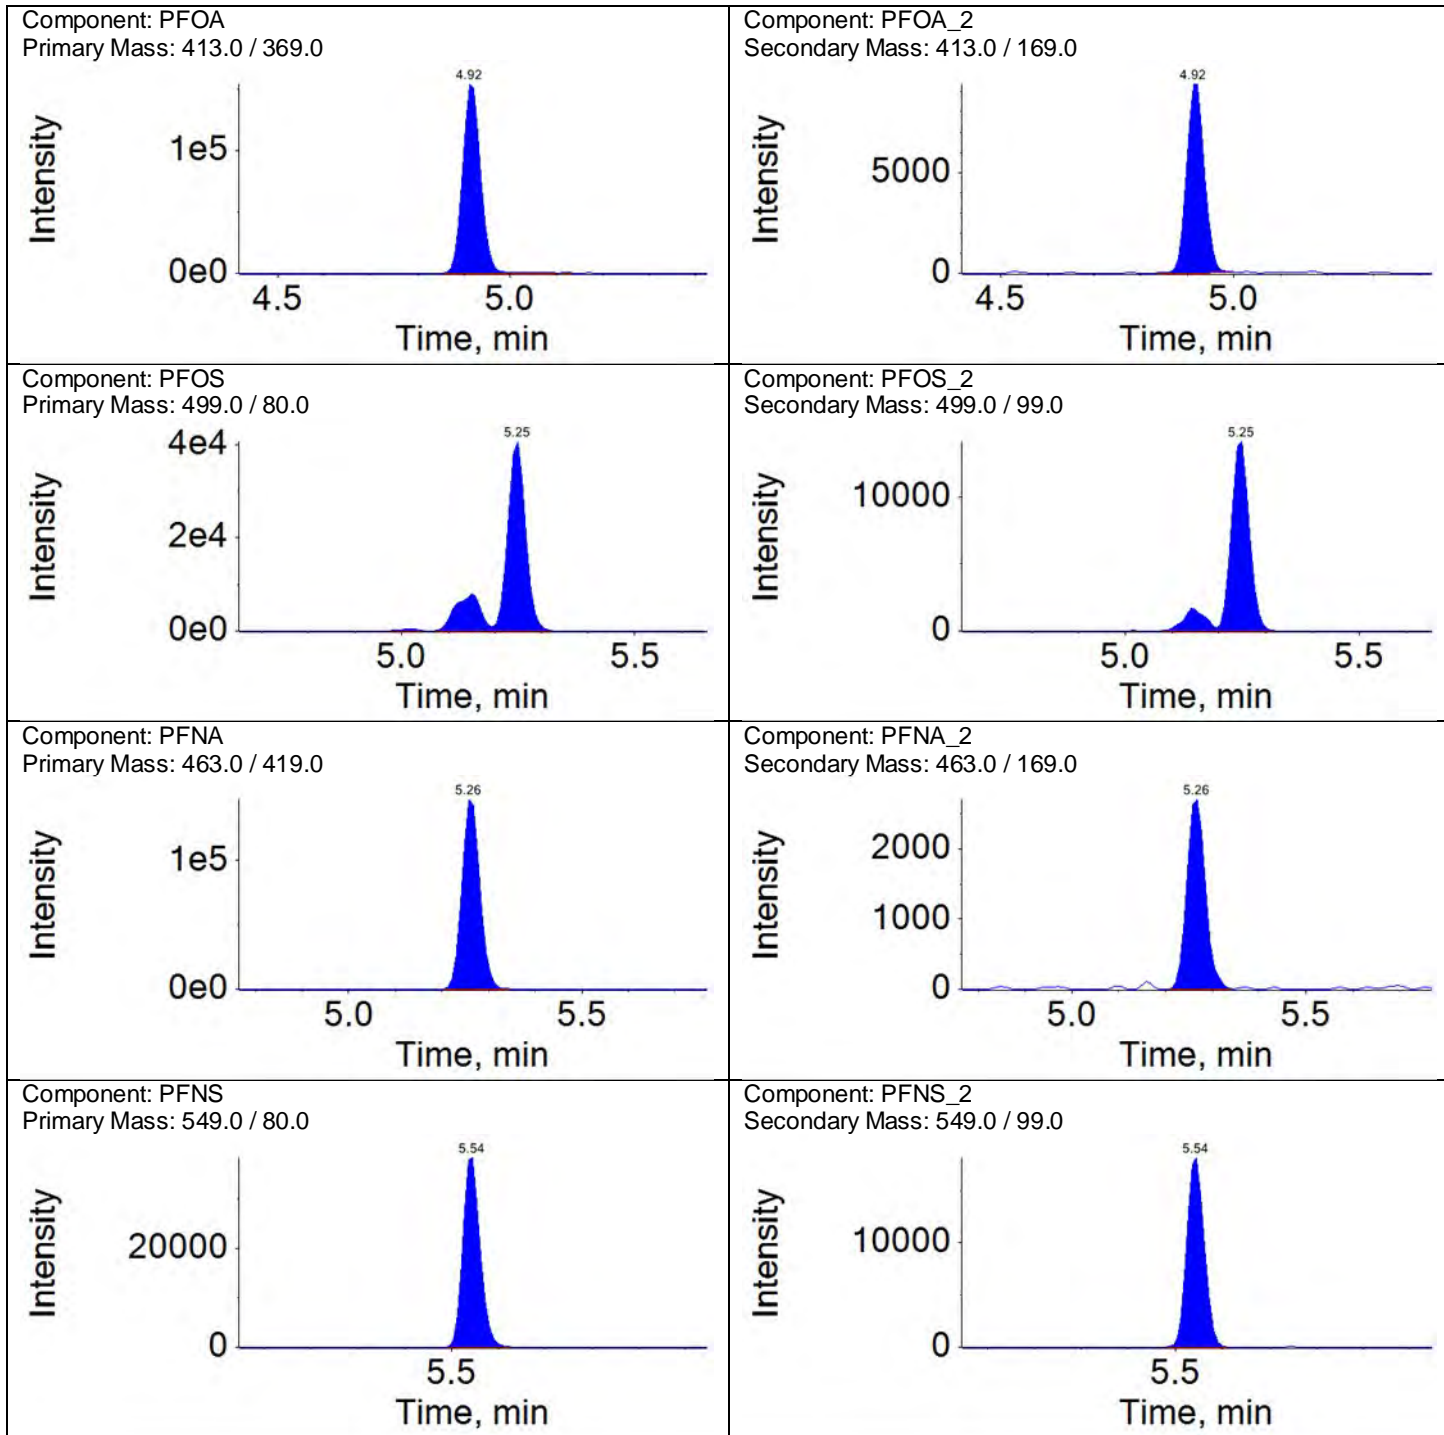 Component: PFOA
Primary Mass: 413.0 / 369.0
4.92
Intensity
1e5
0e0
4.5 5.0
Time, min
Component: PFOA_2
Secondary Mass: 413.0 / 169.0
4.92
Intensity
5000
0
4.5 5.0
Time, min
Component: PFOS
Primary Mass: 499.0 / 80.0
5.25
Intensity
4e4
2e4
0e0
5.0 5.5
Time, min
Component: PFOS_2
Secondary Mass: 499.0 / 99.0
5.25
Intensity
10000
0
5.0 5.5
Time, min
Component: PFNA
Primary Mass: 463.0 / 419.0
5.26
Intensity
1e5
0e0
5.0 5.5
Time, min
Component: PFNA_2
Secondary Mass: 463.0 / 169.0
5.26
Intensity
2000
1000
0
5.0 5.5
Time, min
Component: PFNS
Primary Mass: 549.0 / 80.0
5.54
Intensity
20000
0
5.5
Time, min
Component: PFNS_2
Secondary Mass: 549.0 / 99.0
5.54
Intensity
10000
0
5.5
Time, min